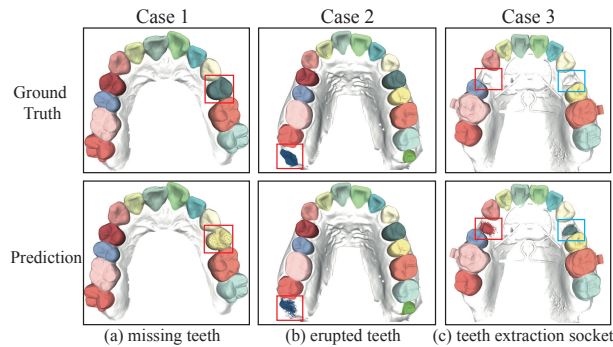 Case 1 Case 2 Case 3
Ground
Truth
Prediction
(a) missing teeth (b) erupted teeth (c) teeth extraction socket